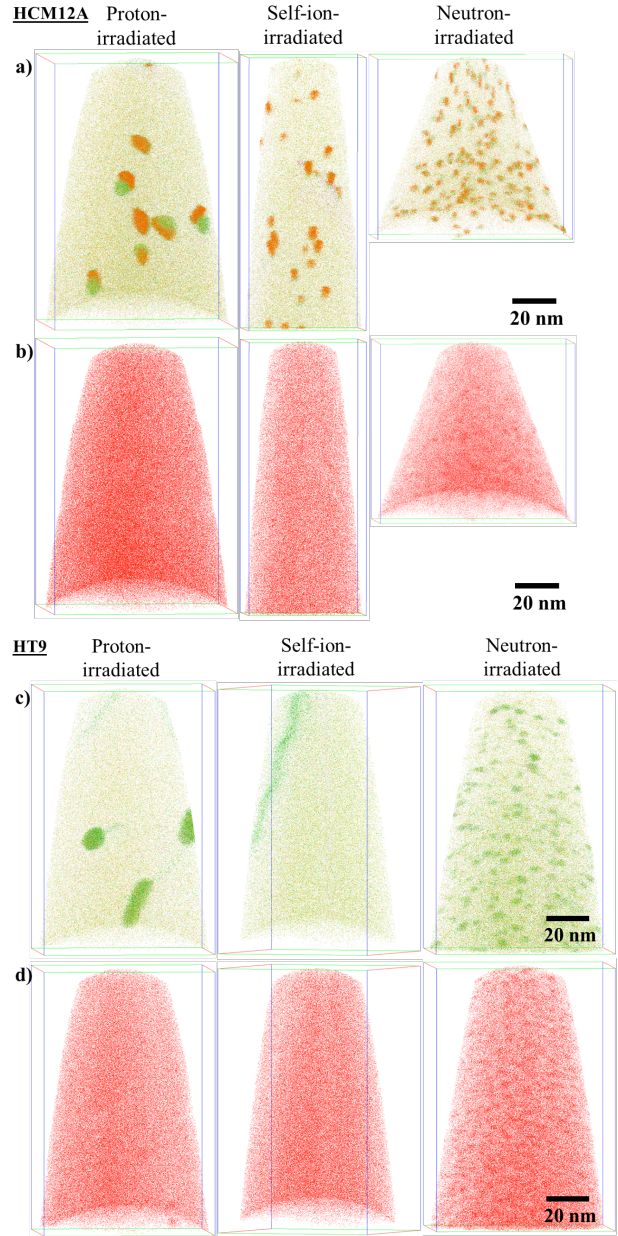 HCM12A
Proton-
irradiated
Self-ion-
irradiated
Neutron-
irradiated
a)
20 nm
b)
20 nm
HT9
Proton-
irradiated
Self-ion-
irradiated
Neutron-
irradiated
c)
20 nm
d)
20 nm